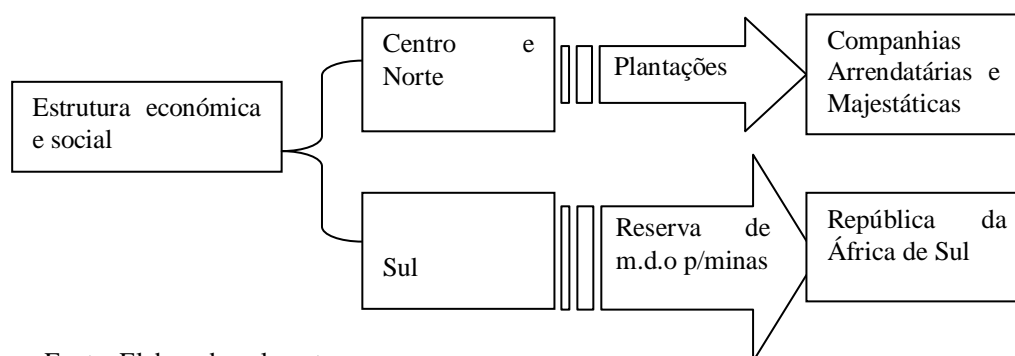 Estrutura económica
e social
Centro e
Norte
Plantações
Companhias
Arrendatárias e
Majestáticas
Sul
Reserva de
m.d.o p/minas
República da
África de Sul